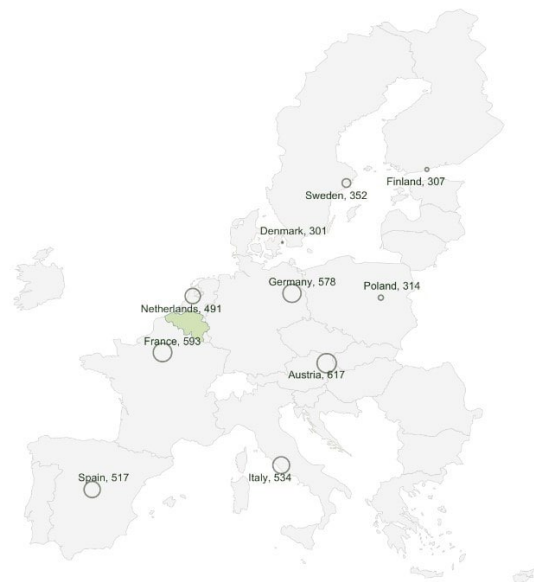 Finland, 307
Sweden, 352
Denmark, 301
Germany, 578
Poland, 314
Netherlands, 491
France, 593
Austria, 617
Spain, 517
Italy, 534